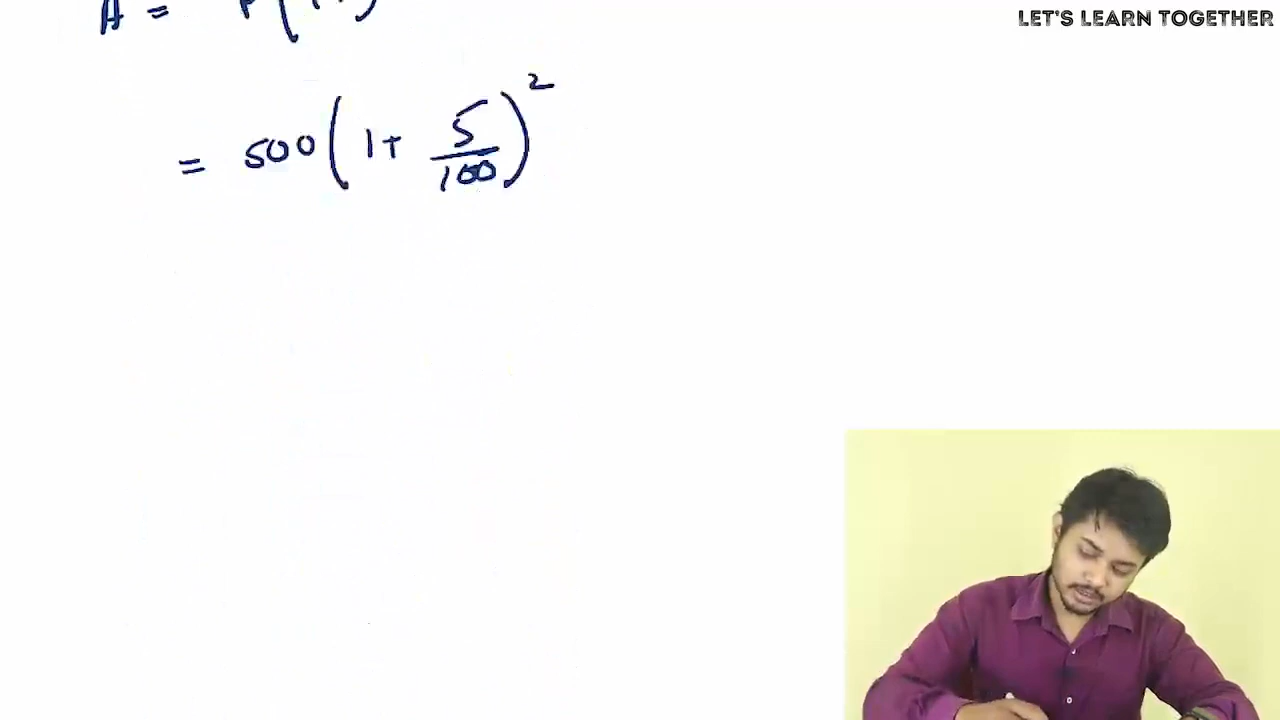 LET'S LEARN TOGETHER
A =
= 500 ( 1 + 5/100 )²